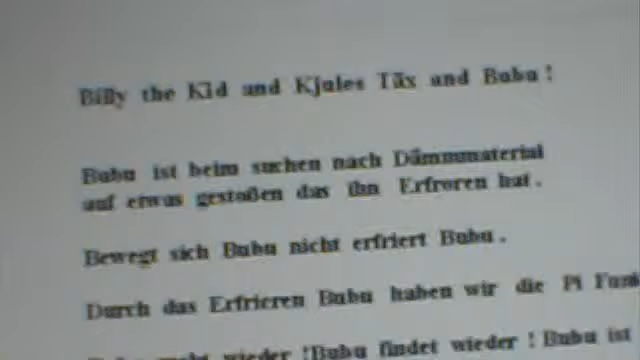 Billy the Kid and Kjules Täx and Bubu !
Bubu ist beim suchen nach Dämmmaterial
auf etwas gestoßen das ihn Erfroren hat .
Bewegt sich Bubu nicht erfriert Bubu .
Durch das Erfrieren Bubu haben wir die Pi
wieder !Bubu findet wieder ! Bubu ist